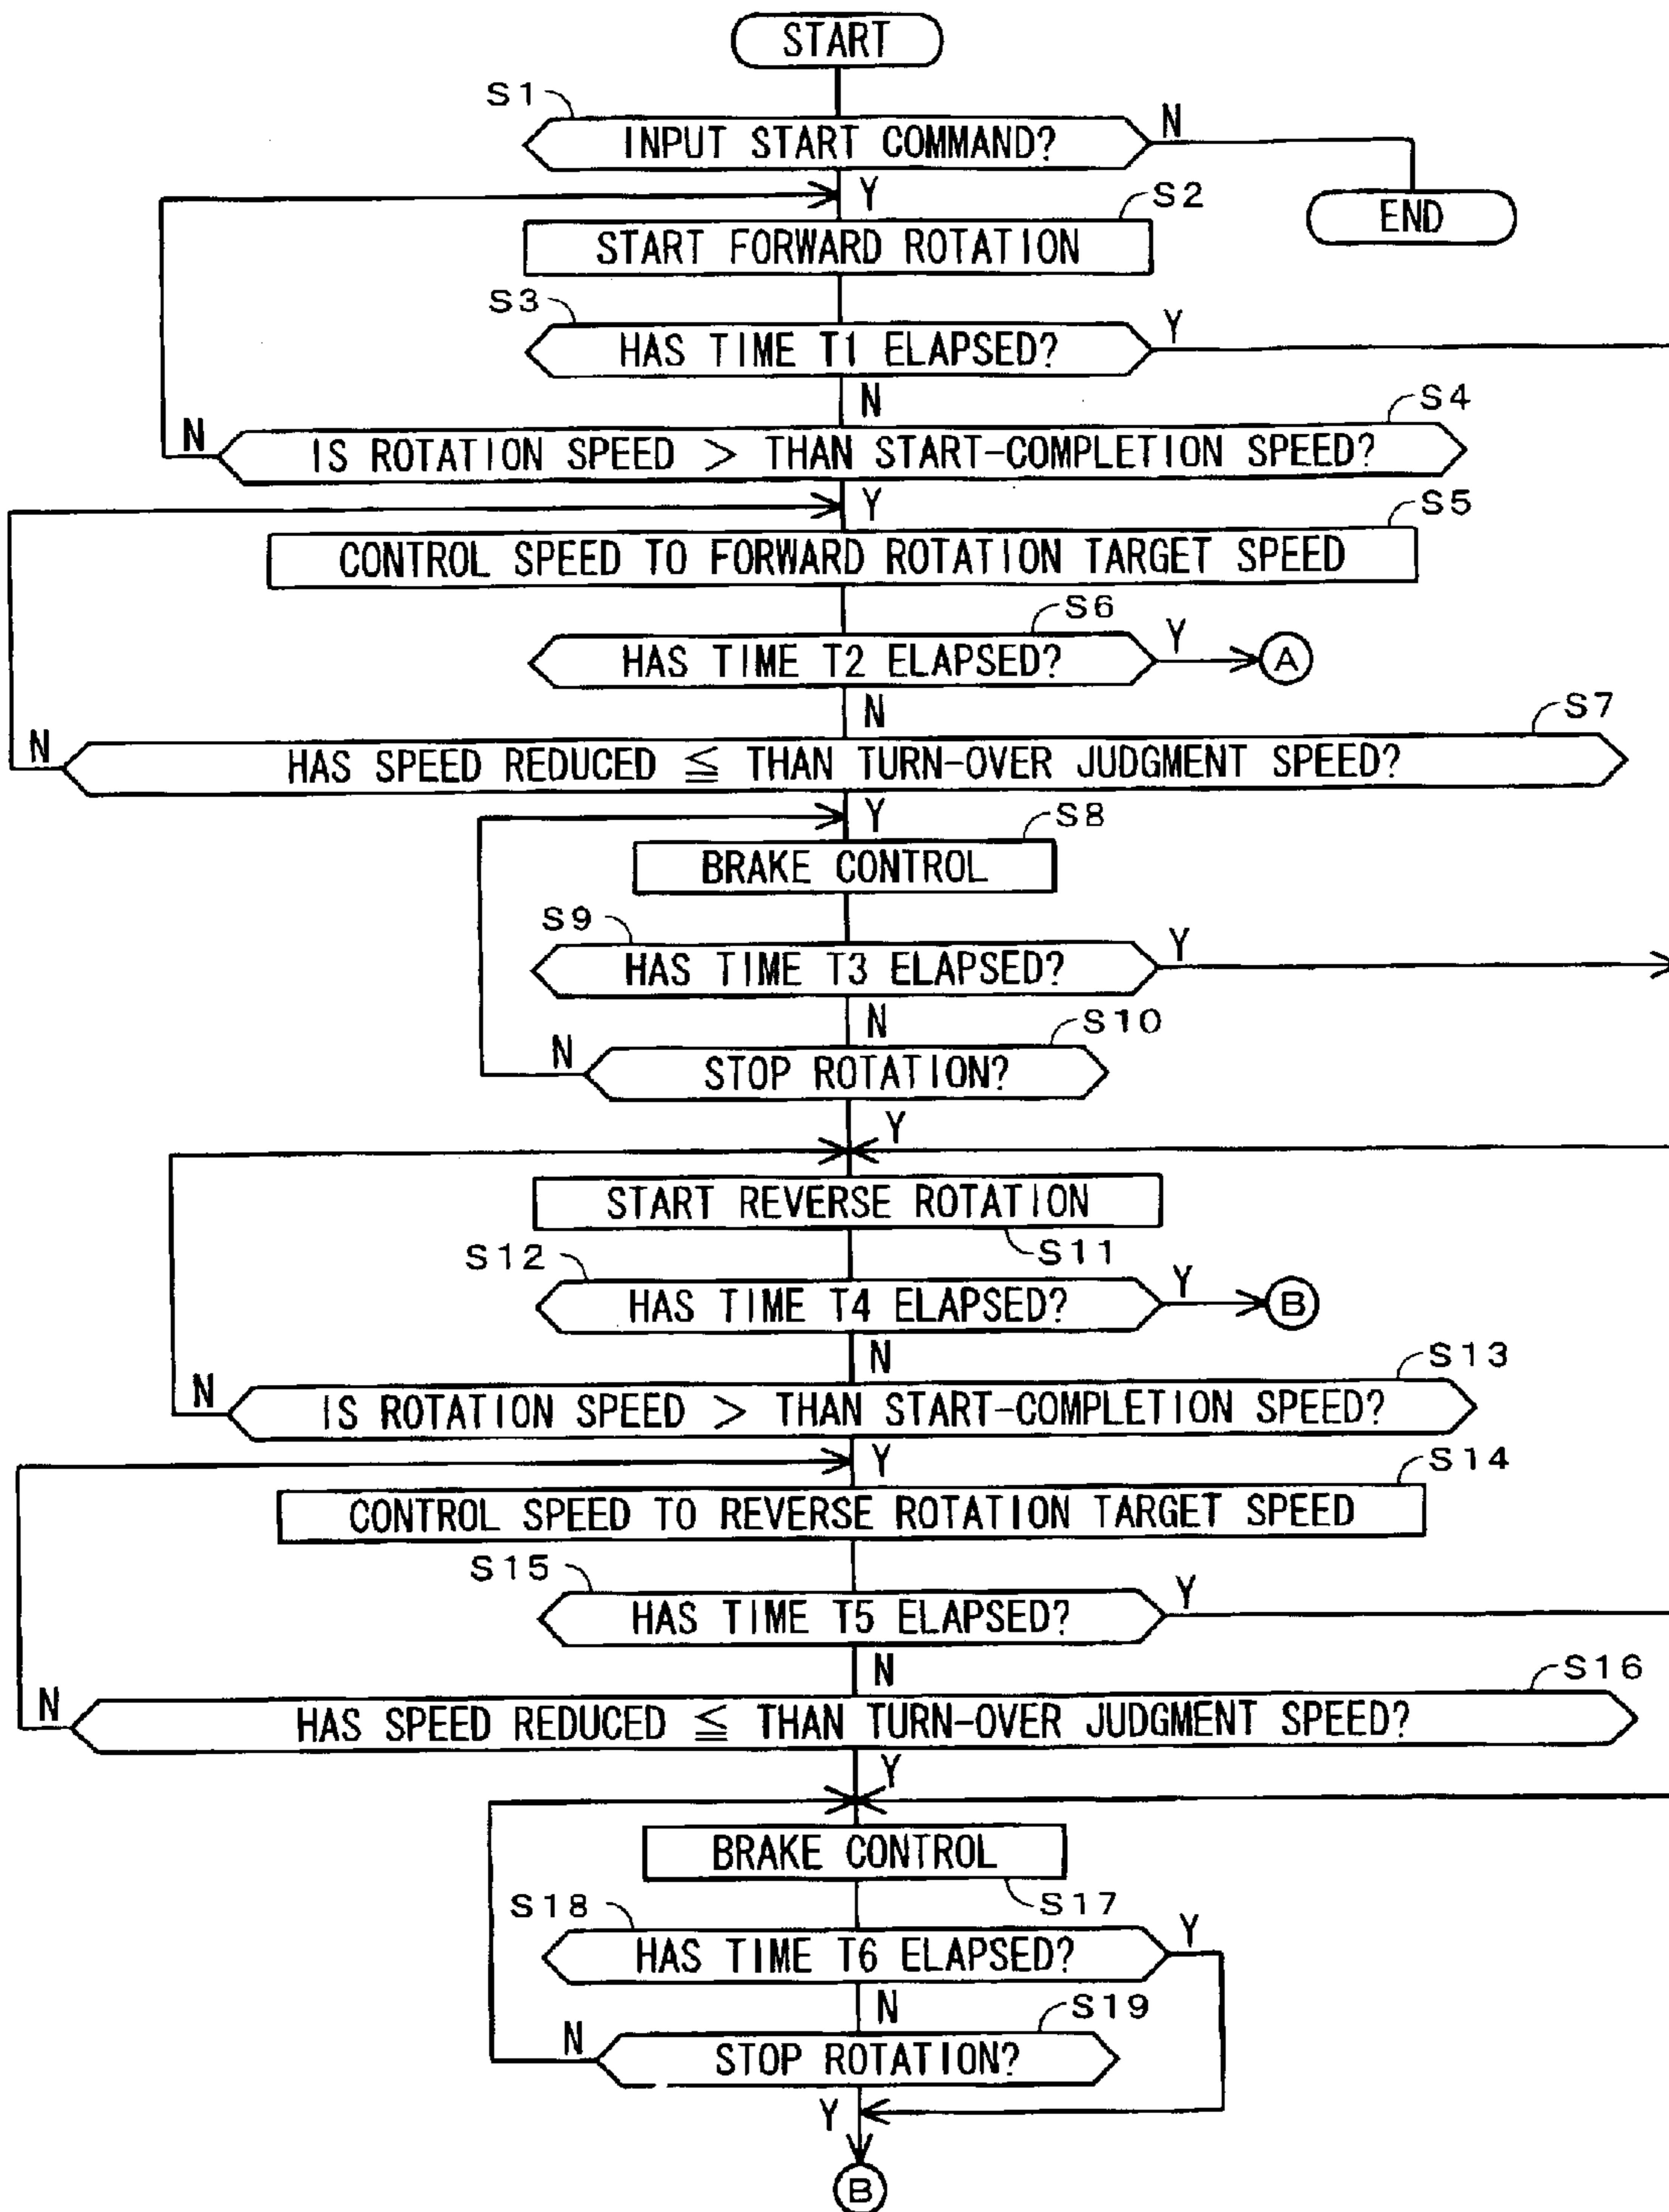 START
S1
INPUT START COMMAND?
N
Y
END
S2
START FORWARD ROTATION
S3
HAS TIME T1 ELAPSED?
Y
N
S4
N
IS ROTATION SPEED > THAN START-COMPLETION SPEED?
Y
S5
CONTROL SPEED TO FORWARD ROTATION TARGET SPEED
S6
HAS TIME T2 ELAPSED?
Y
A
N
S7
N
HAS SPEED REDUCED ≦ THAN TURN-OVER JUDGMENT SPEED?
Y
S8
BRAKE CONTROL
S9
HAS TIME T3 ELAPSED?
Y
N
S10
N
STOP ROTATION?
Y
START REVERSE ROTATION
S11
S12
HAS TIME T4 ELAPSED?
Y
B
N
S13
N
IS ROTATION SPEED > THAN START-COMPLETION SPEED?
Y
S14
CONTROL SPEED TO REVERSE ROTATION TARGET SPEED
S15
HAS TIME T5 ELAPSED?
Y
N
S16
N
HAS SPEED REDUCED ≦ THAN TURN-OVER JUDGMENT SPEED?
Y
BRAKE CONTROL
S17
S18
HAS TIME T6 ELAPSED?
Y
N
S19
N
STOP ROTATION?
Y
B